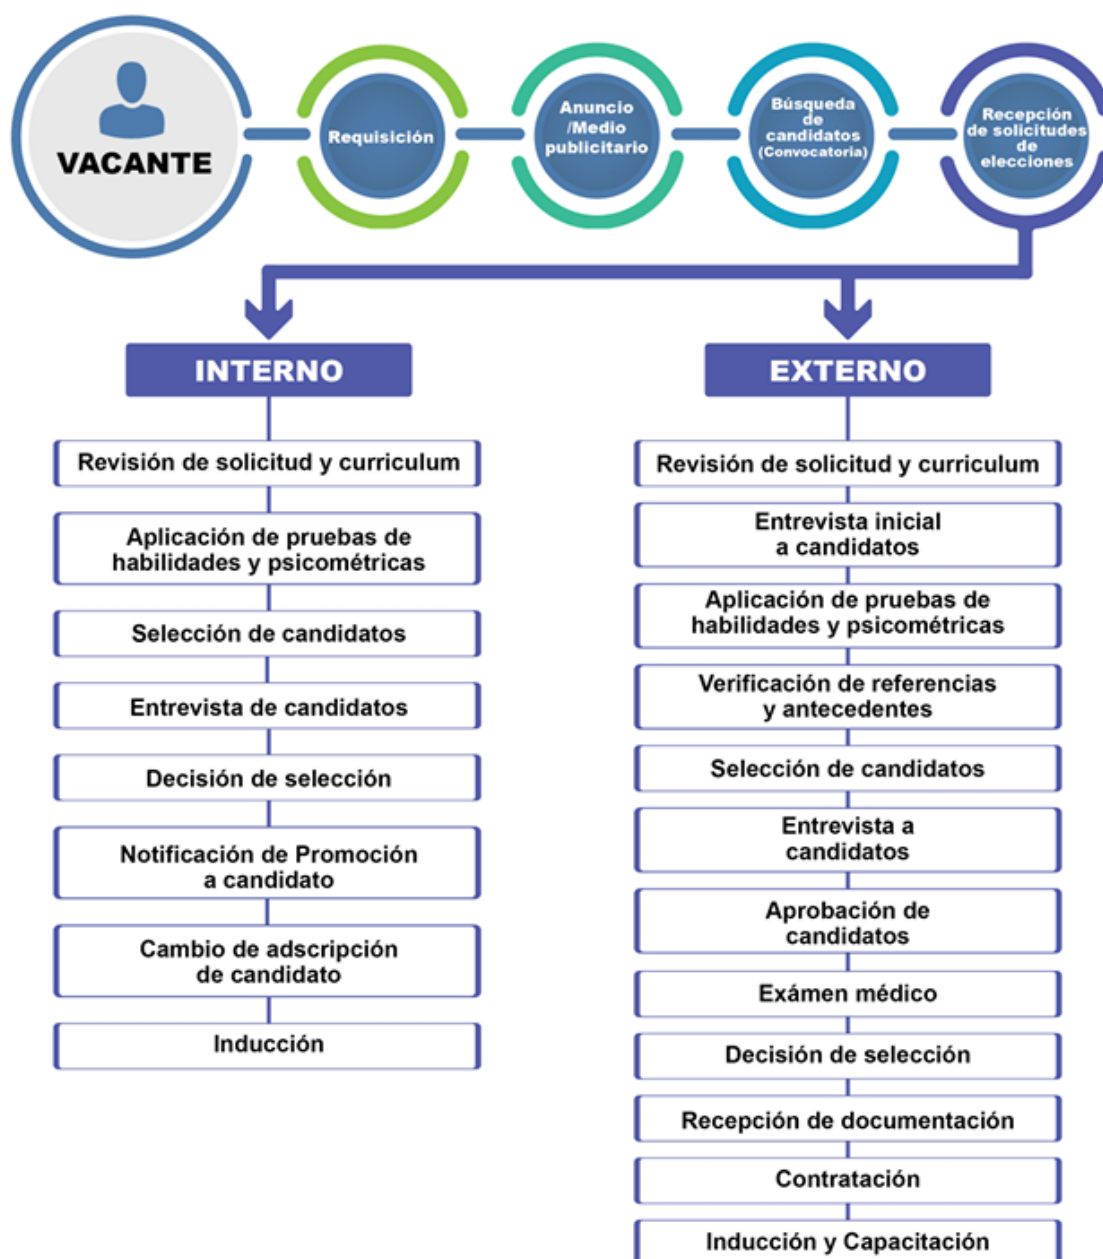 VACANTE
Requisición
Anuncio
/Medio
publicitario
Búsqueda
de
candidatos
(Convocatoria)
Recepción
de solicitudes
de
elecciones
INTERNO
Revisión de solicitud y curriculum
Aplicación de pruebas de
habilidades y psicométricas
Selección de candidatos
Entrevista de candidatos
Decisión de selección
Notificación de Promoción
a candidato
Cambio de adscripción
de candidato
Inducción
EXTERNO
Revisión de solicitud y curriculum
Entrevista inicial
a candidatos
Aplicación de pruebas de
habilidades y psicométricas
Verificación de referencias
y antecedentes
Selección de candidatos
Entrevista a
candidatos
Aprobación de
candidatos
Exámen médico
Decisión de selección
Recepción de documentación
Contratación
Inducción y Capacitación